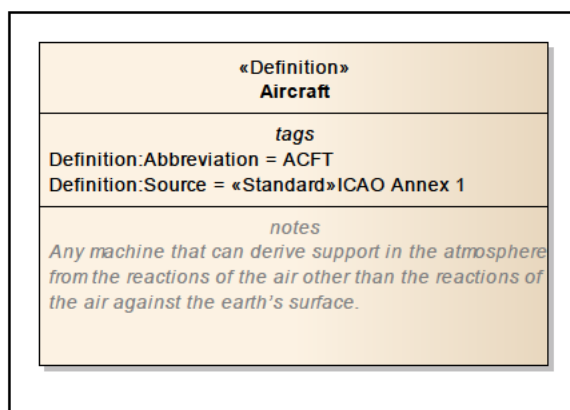 «Definition»
Aircraft
tags
Definition:Abbreviation = ACFT
Definition:Source = «Standard»ICAO Annex 1
notes
Any machine that can derive support in the atmosphere
from the reactions of the air other than the reactions of
the air against the earth's surface.